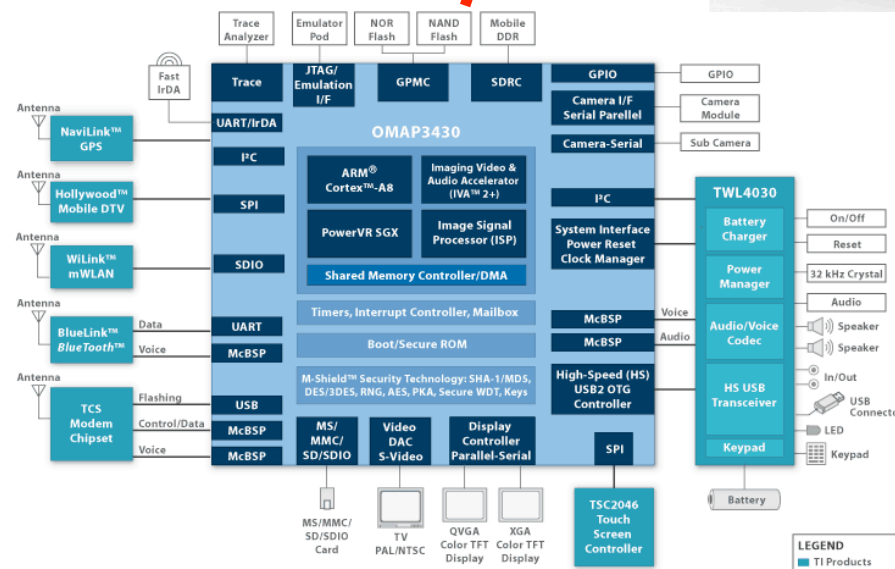 Trace
Analyzer
Emulator
Pod
NOR
Flash
NAND
Flash
Mobile
DDR
Fast
IrDA
Trace
JTAG/
Emulation
I/F
GPMC
SDRC
GPIO
GPIO
Camera I/F
Serial Parellel
Camera
Module
Camera-Serial
Sub Camera
Antenna
NaviLink™
GPS
UART/IrDA
I²C
OMAP3430
ARM®
Cortex™-A8
Imaging Video &
Audio Accelerator
(IVA™ 2+)
PowerVR SGX
Image Signal
Processor (ISP)
Shared Memory Controller/DMA
Timers, Interrupt Controller, Mailbox
Boot/Secure ROM
M-Shield™ Security Technology: SHA-1/MDS,
DES/3DES, RNG, AES, PKA, Secure WDT, Keys
Antenna
Hollywood™
Mobile DTV
SPI
Antenna
WiLink™
mWLAN
SDIO
Antenna
BlueLink™
BlueTooth™
Data
Voice
UART
McBSP
Antenna
TCS
Modem
Chipset
Flashing
Control/Data
Voice
USB
McBSP
McBSP
I²C
System Interface
Power Reset
Clock Manager
McBSP
McBSP
Voice
Audio
High-Speed (HS)
USB2 OTG
Controller
TWL4030
Battery
Charger
Power
Manager
Audio/Voice
Codec
HS USB
Transceiver
Keypad
On/Off
Reset
32 kHz Crystal
Audio
Speaker
Speaker
In/Out
USB
Connecto
LED
Keypad
Battery
MS/
MMC/
SD/SDIO
Video
DAC
S-Video
Display
Controller
Parallel-Serial
SPI
MS/MMC/
SD/SDIO
Card
TV
PAL/NTSC
QVGA
Color TFT
Display
XGA
Color TFT
Display
TSC2046
Touch
Screen
Controller
LEGEND
TI Products